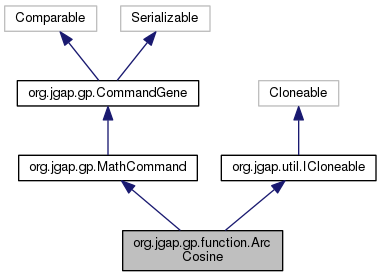 Comparable
Serializable
org.jgap.gp.CommandGene
Cloneable
org.jgap.gp.MathCommand
org.jgap.util.ICloneable
org.jgap.gp.function.Arc
Cosine